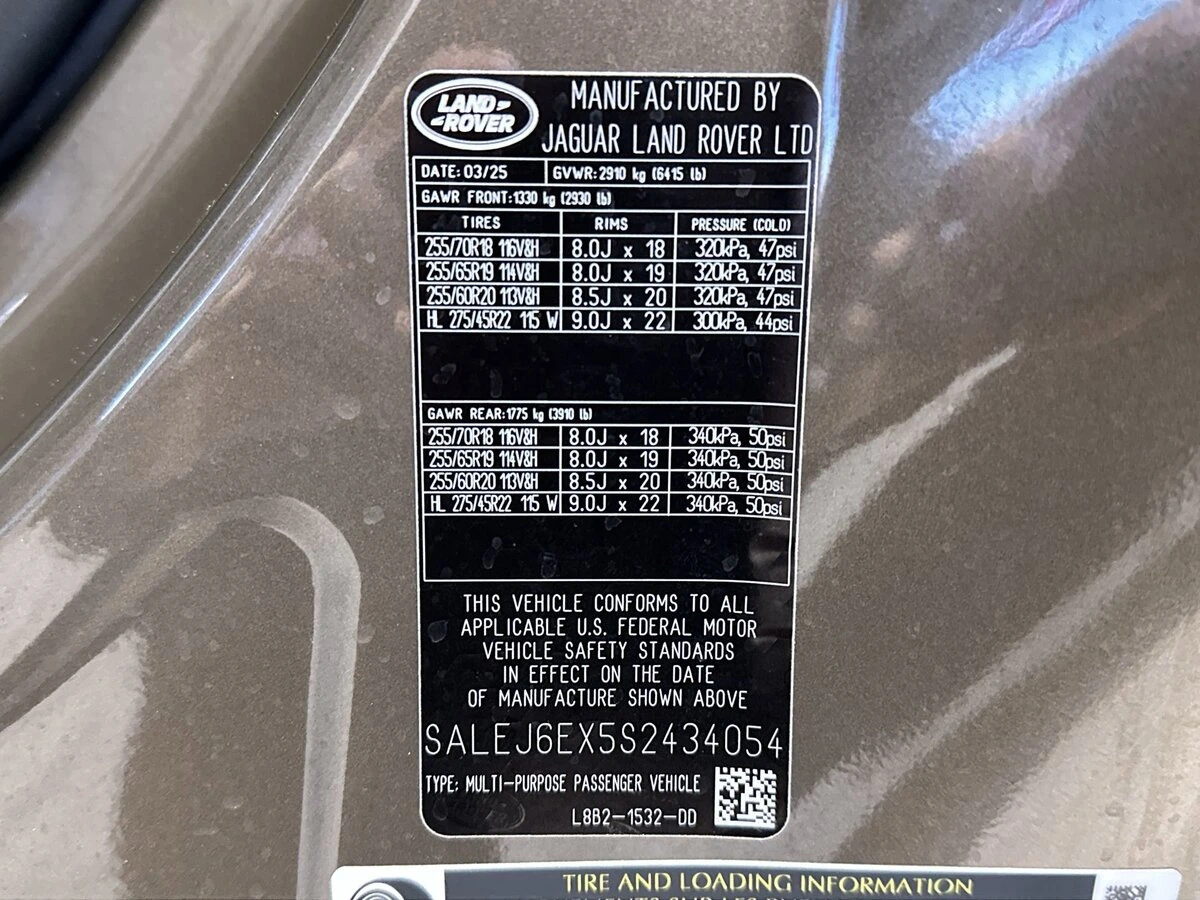 LAND
ROVER
MANUFACTURED BY
JAGUAR LAND ROVER LTD
DATE: 03/25 GVWR: 2910 kg (6415 lb)
GAWR FRONT: 1330 kg (2930 lb)
TIRES RIMS PRESSURE (COLD)
255/70R18 116V&H 8.0J x 18 320kPa, 47psi
255/65R19 114V&H 8.0J x 19 320kPa, 47psi
255/60R20 113V&H 8.5J x 20 320kPa, 47psi
HL 275/45R22 115 W 9.0J x 22 300kPa, 44psi
GAWR REAR: 1775 kg (3910 lb)
255/70R18 116V&H 8.0J x 18 340kPa, 50psi
255/65R19 114V&H 8.0J x 19 340kPa, 50psi
255/60R20 113V&H 8.5J x 20 340kPa, 50psi
HL 275/45R22 115 W 9.0J x 22 340kPa, 50psi
THIS VEHICLE CONFORMS TO ALL
APPLICABLE U.S. FEDERAL MOTOR
VEHICLE SAFETY STANDARDS
IN EFFECT ON THE DATE
OF MANUFACTURE SHOWN ABOVE
SALEJ6EX5S2434054
TYPE: MULTI-PURPOSE PASSENGER VEHICLE
L8B2-1532-DD
TIRE AND LOADING INFORMATION